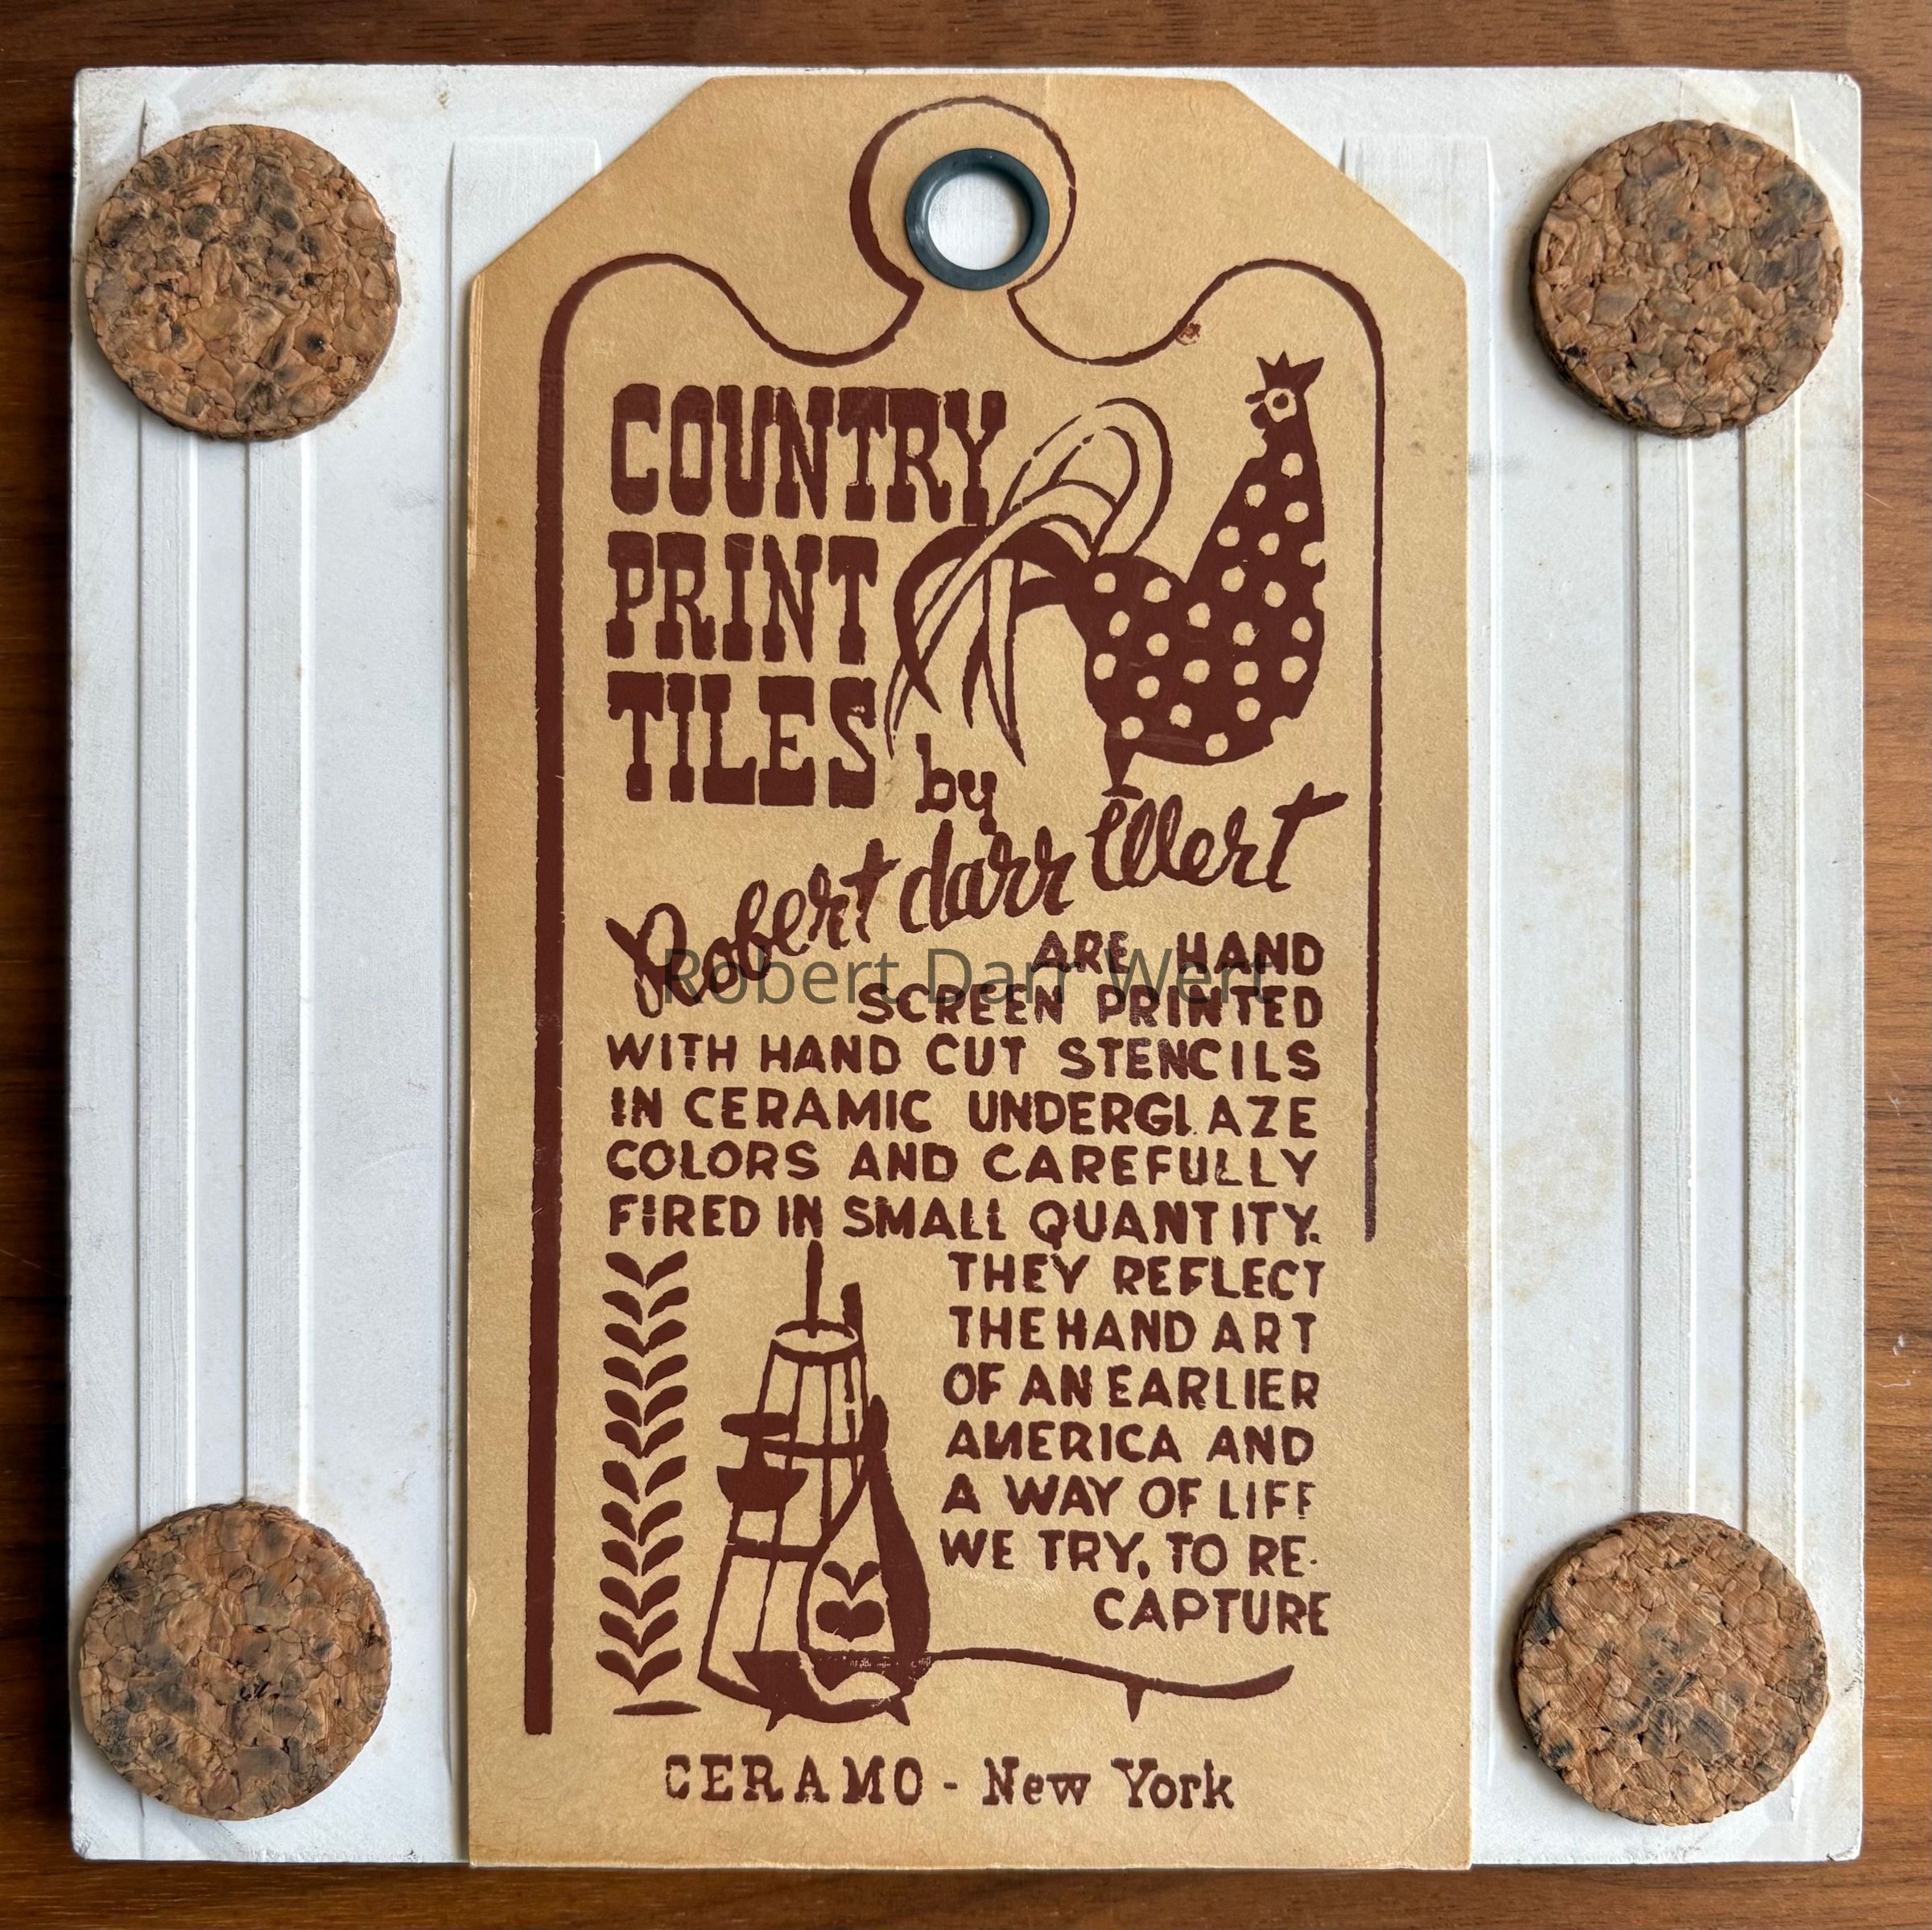 COUNTRY
PRINT
TILES
by
Robert darr Wert
ARE HAND
SCREEN PRINTED
WITH HAND CUT STENCILS
IN CERAMIC UNDERGLAZE
COLORS AND CAREFULLY
FIRED IN SMALL QUANTITY.
THEY REFLECT
THE HAND ART
OF AN EARLIER
AMERICA AND
A WAY OF LIFE
WE TRY, TO RE-
CAPTURE
CERAMO - New York
Robert Darr Wert